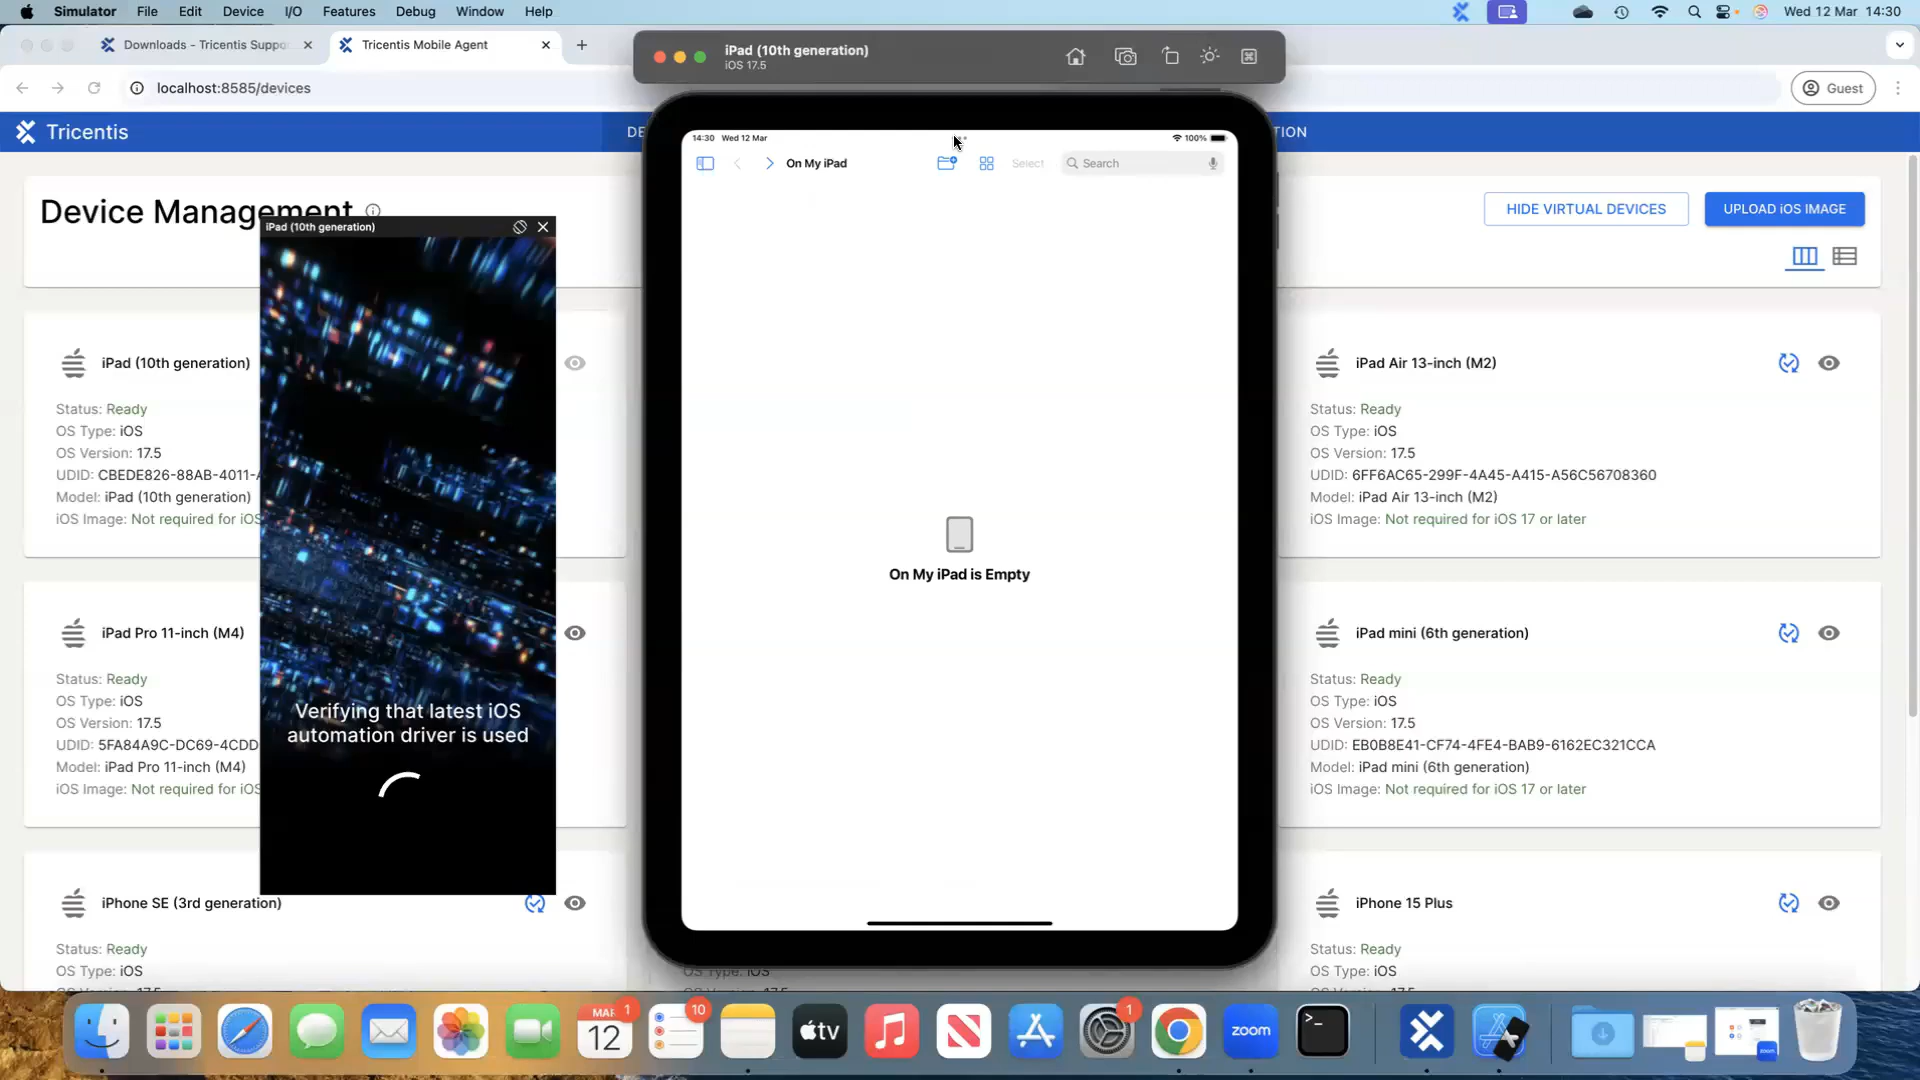 Simulator File Edit Device I/O Features Debug Window Help Wed 12 Mar 14:30
Downloads - Tricentis Suppo
Tricentis Mobile Agent
localhost:8585/devices
Guest
Tricentis
DE
TION
iPad (10th generation)
iOS 17.5
14:30 Wed 12 Mar
100%
On My iPad
Select
Search
On My iPad is Empty
Device Management
HIDE VIRTUAL DEVICES
UPLOAD iOS IMAGE
iPad (10th generation)
Verifying that latest iOS
automation driver is used
iPad (10th generation)
Status: Ready
OS Type: iOS
OS Version: 17.5
UDID: CBEDE826-88AB-4011-
Model: iPad (10th generation)
iOS Image: Not required for iOS
iPad Air 13-inch (M2)
Status: Ready
OS Type: iOS
OS Version: 17.5
UDID: 6FF6AC65-299F-4A45-A415-A56C56708360
Model: iPad Air 13-inch (M2)
iOS Image: Not required for iOS 17 or later
iPad Pro 11-inch (M4)
Status: Ready
OS Type: iOS
OS Version: 17.5
UDID: 5FA84A9C-DC69-4CDD
Model: iPad Pro 11-inch (M4)
iOS Image: Not required for iOS
iPad mini (6th generation)
Status: Ready
OS Type: iOS
OS Version: 17.5
UDID: EB0B8E41-CF74-4FE4-BAB9-6162EC321CCA
Model: iPad mini (6th generation)
iOS Image: Not required for iOS 17 or later
iPhone SE (3rd generation)
Status: Ready
OS Type: iOS
OS Type: iOS
iPhone 15 Plus
Status: Ready
OS Type: iOS
MAR
12
1
10
tv
1
zoom
>_
zoom